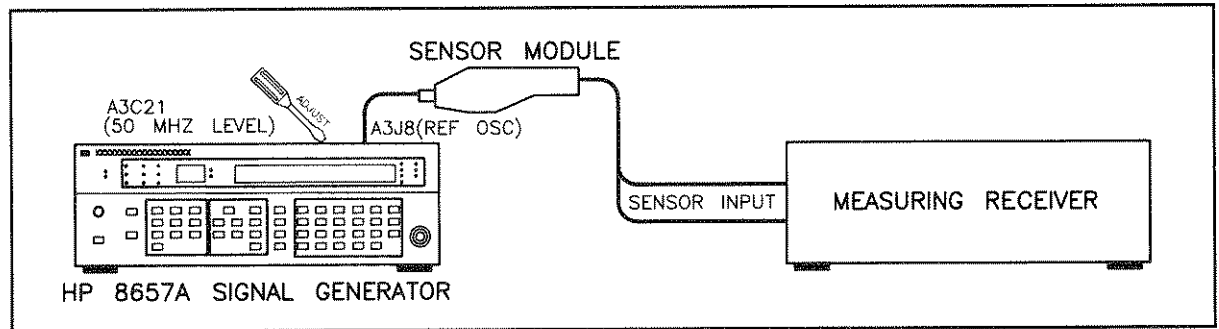 SENSOR MODULE
ADJUST
A3C21
(50 MHZ LEVEL)
A3J8(REF OSC)
SENSOR INPUT
MEASURING RECEIVER
HP 8657A SIGNAL GENERATOR